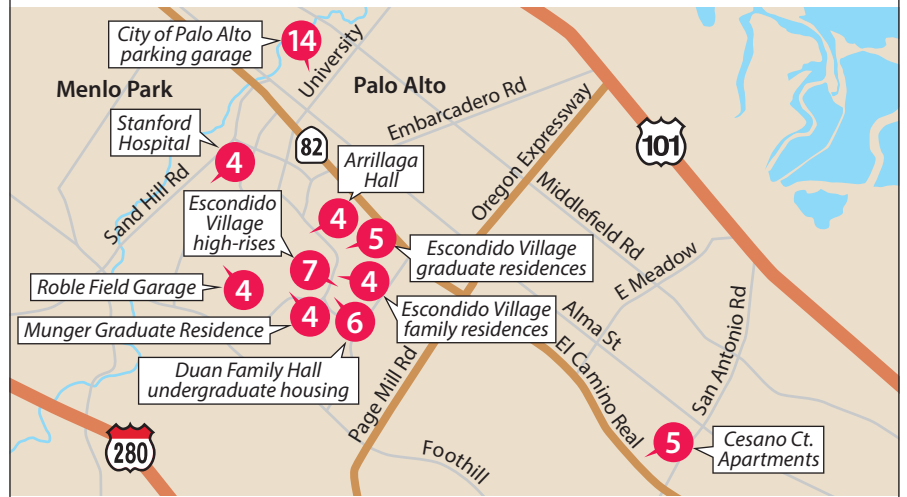 City of Palo Alto
parking garage
14
University
Menlo Park
Palo Alto
Embarcadero Rd
Stanford
Hospital
4
82
Arrillaga
Hall
4
101
Oregon Expressway
Sand Hill Rd
Middlefield Rd
Escondido
Village
high-rises
7
5
Escondido Village
graduate residences
E Meadow
Roble Field Garage
4
4
Escondido Village
family residences
Munger Graduate Residence
4
6
Duan Family Hall
undergraduate housing
Alma St
San Antonio Rd
Page Mill Rd
El Camino Real
280
Foothill
5
Cesano Ct.
Apartments